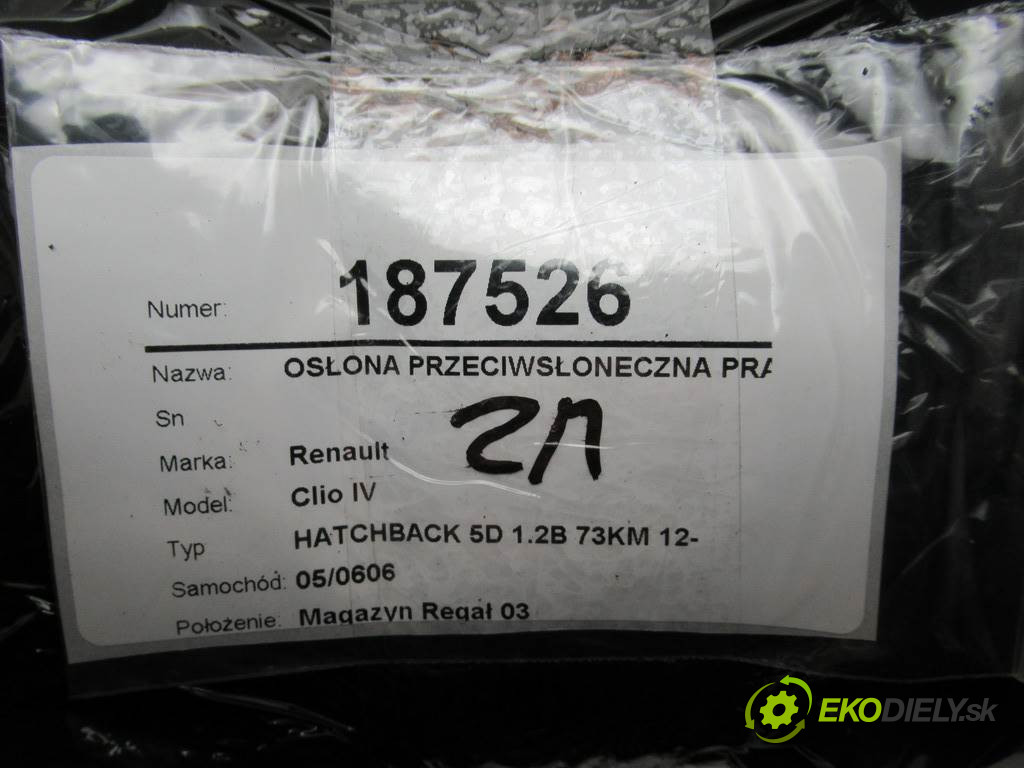 Numer: 187526
Nazwa: OSŁONA PRZECIWSŁONECZNA PRA
Sn
Marka: Renault
Model: Clio IV
Typ HATCHBACK 5D 1.2B 73KM 12-
Samochód: 05/0606
Położenie: Magazyn Regał 03
EKODIELY.sk